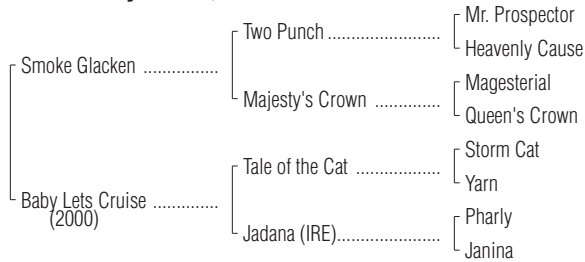 Mr. Prospector
Two Punch .......................
Heavenly Cause
Smoke Glacken ...............
Magesterial
Majesty's Crown .............
Queen's Crown
Storm Cat
Tale of the Cat .................
Yarn
Baby Lets Cruise .............
(2000)
Pharly
Jadana (IRE).....................
Janina